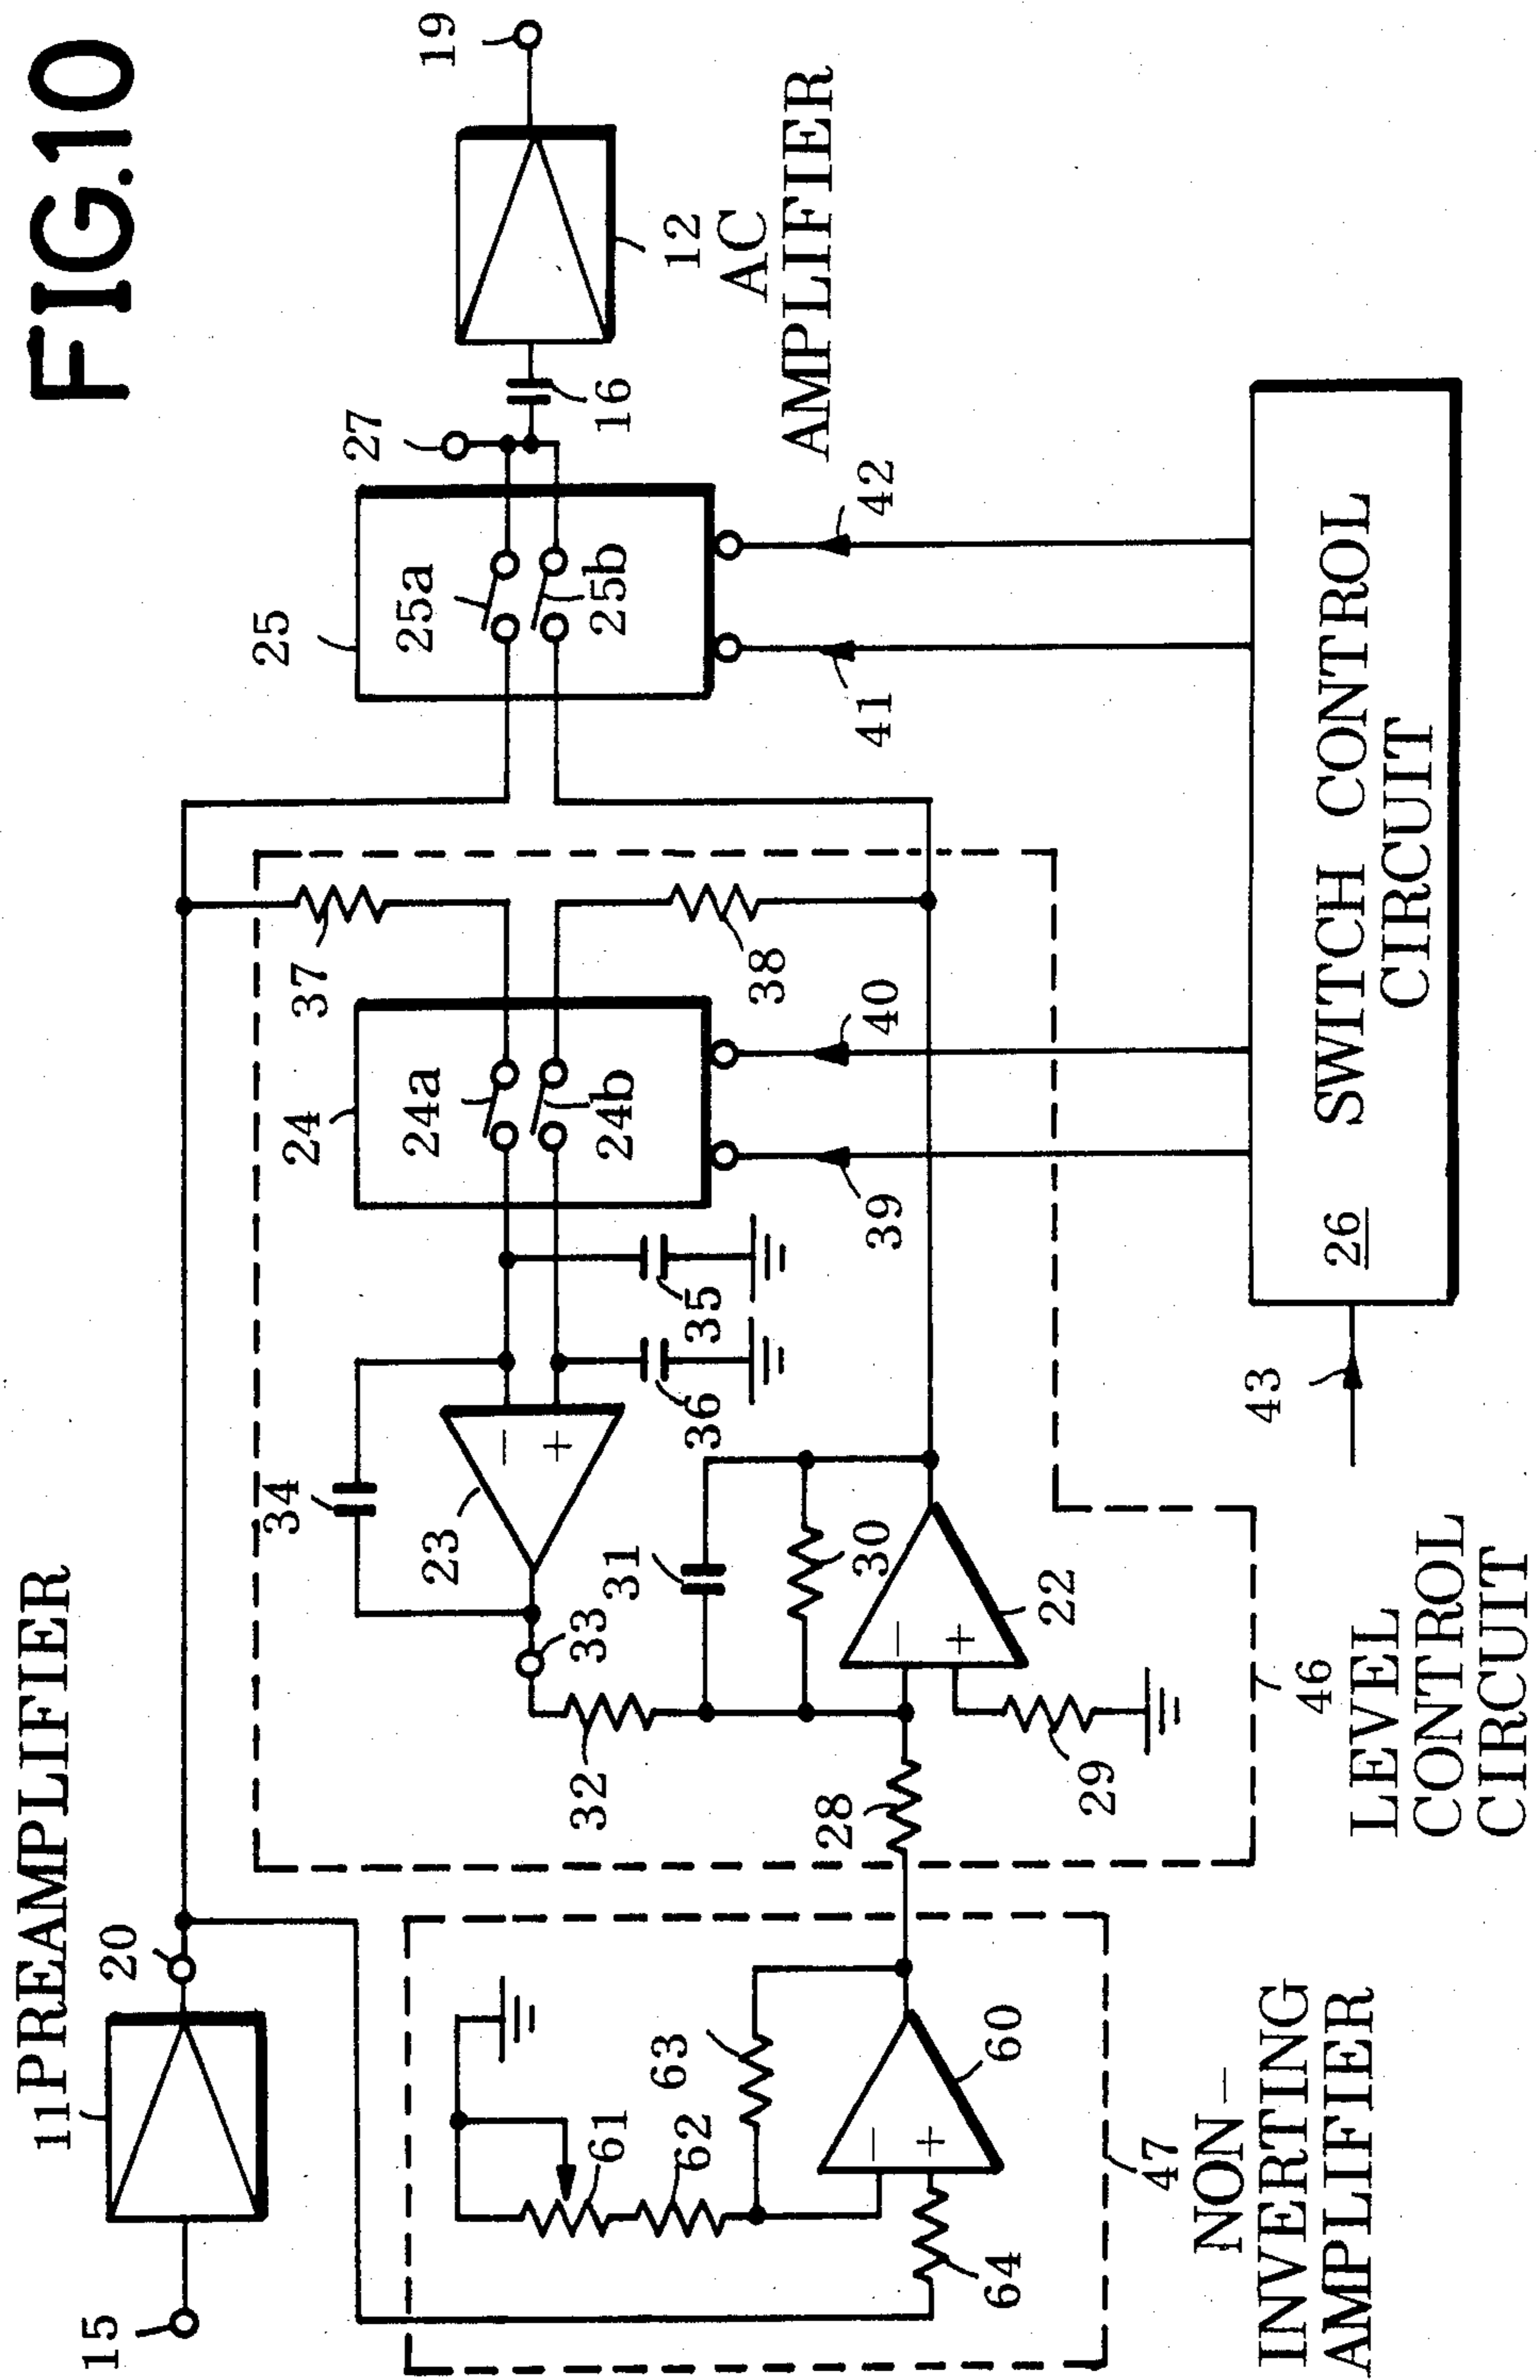 FIG.10
11 PREAMPLIFIER
15
20
19
12
AC
AMPLIFIER
16
27
25
25a
25b
42
41
37
38
24
24a
24b
40
39
35
36
34
23
33
32
31
30
22
28
29
46
LEVEL
CONTROL
CIRCUIT
−
+
−
+
61
62
63
60
64
−
+
47
NON–
INVERTING
AMPLIFIER
43
26
SWITCH CONTROL
CIRCUIT